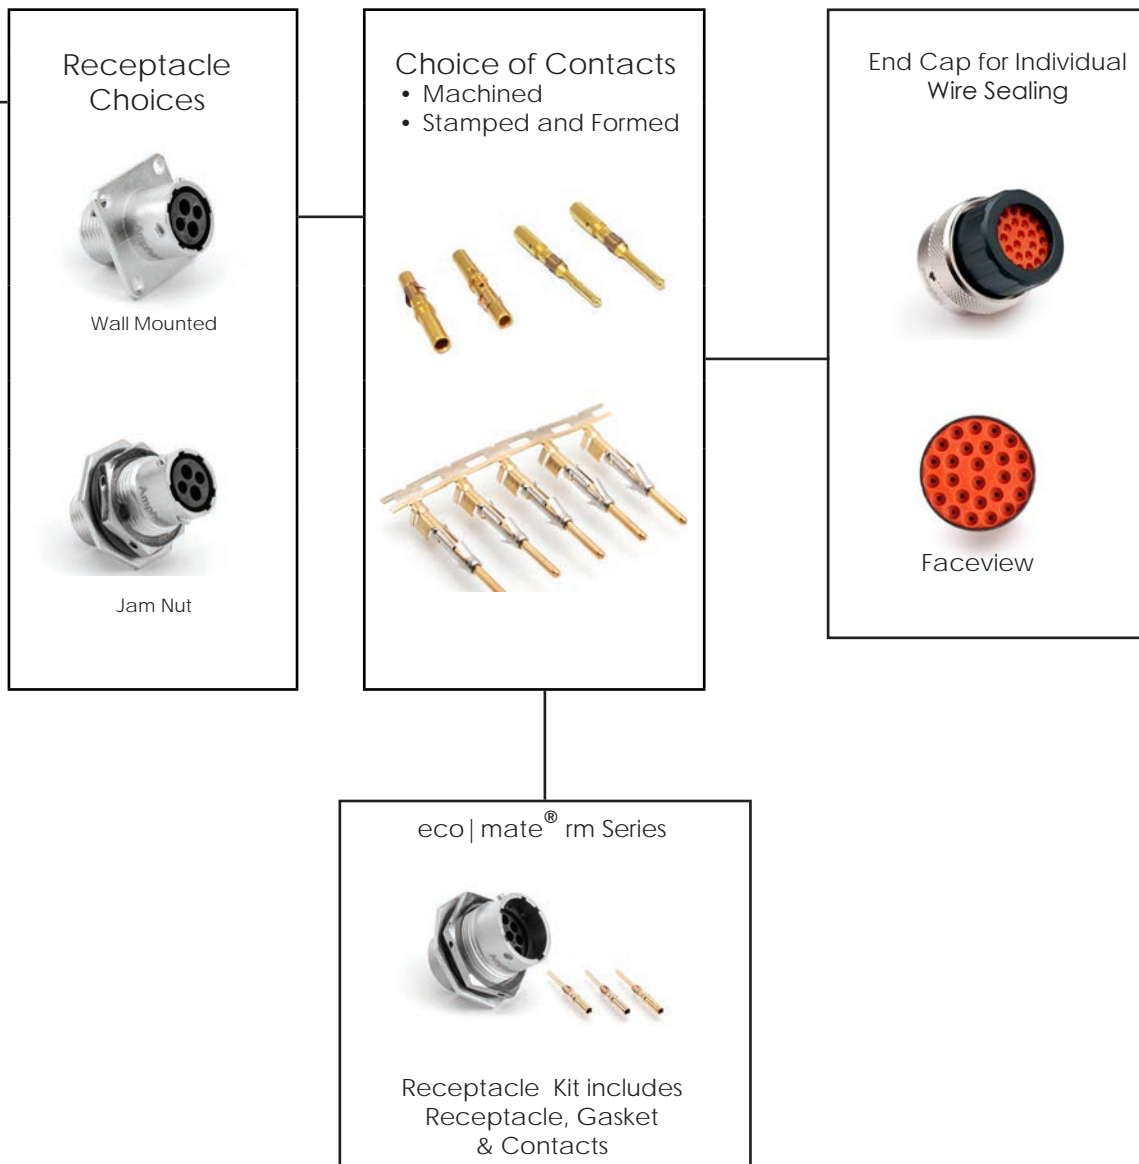 Receptacle
Choices
Wall Mounted
Jam Nut
Choice of Contacts
• Machined
• Stamped and Formed
End Cap for Individual
Wire Sealing
Faceview
eco|mate® rm Series
Receptacle Kit includes
Receptacle, Gasket
& Contacts